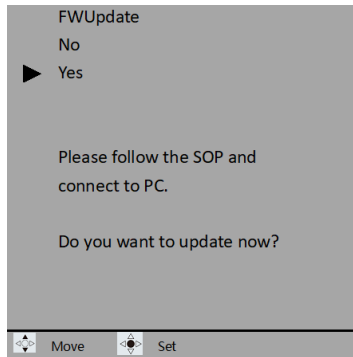 FWUpdate
No
Yes
Please follow the SOP and
connect to PC.
Do you want to update now?
Move Set